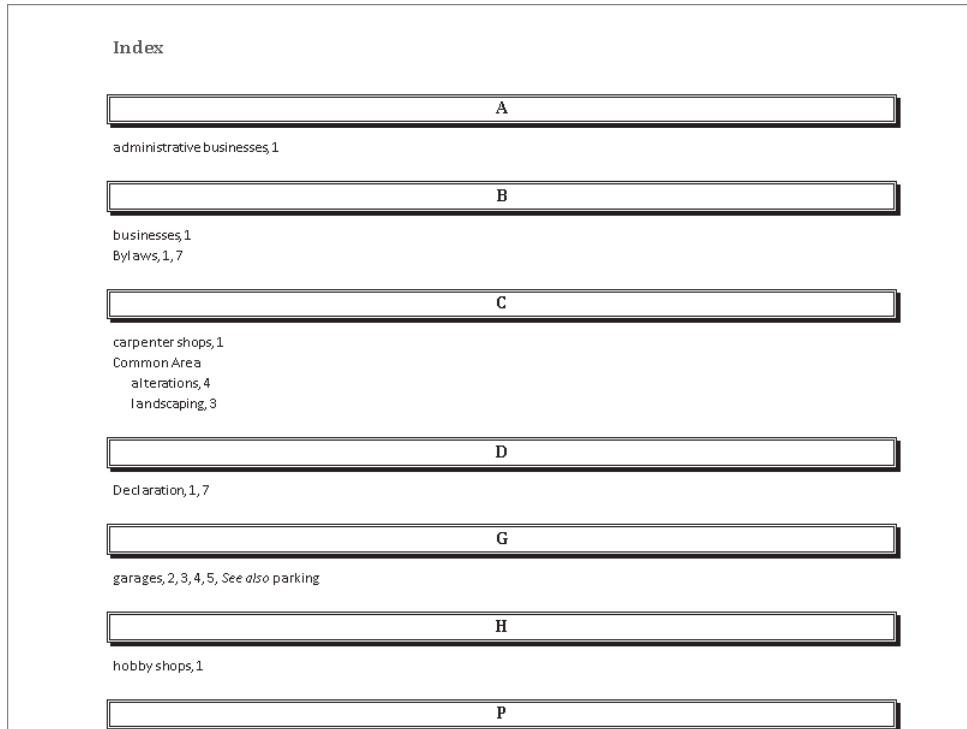 Index
A
administrative businesses, 1
B
businesses, 1
Bylaws, 1, 7
C
carpenter shops, 1
Common Area
alterations, 4
landscaping, 3
D
Declaration, 1, 7
G
garages, 2, 3, 4, 5, See also parking
H
hobby shops, 1
P